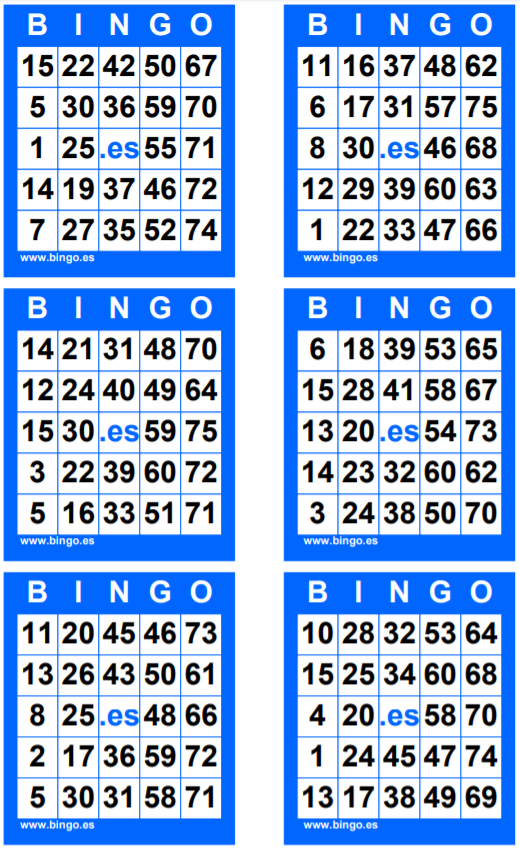 B I N G O
15 22 42 50 67
5 30 36 59 70
1 25 .es 55 71
14 19 37 46 72
7 27 35 52 74
www.bingo.es
B I N G O
11 16 37 48 62
6 17 31 57 75
8 30 .es 46 68
12 29 39 60 63
1 22 33 47 66
www.bingo.es
B I N G O
14 21 31 48 70
12 24 40 49 64
15 30 .es 59 75
3 22 39 60 72
5 16 33 51 71
www.bingo.es
B I N G O
6 18 39 53 65
15 28 41 58 67
13 20 .es 54 73
14 23 32 60 62
3 24 38 50 70
www.bingo.es
B I N G O
11 20 45 46 73
13 26 43 50 61
8 25 .es 48 66
2 17 36 59 72
5 30 31 58 71
www.bingo.es
B I N G O
10 28 32 53 64
15 25 34 60 68
4 20 .es 58 70
1 24 45 47 74
13 17 38 49 69
www.bingo.es